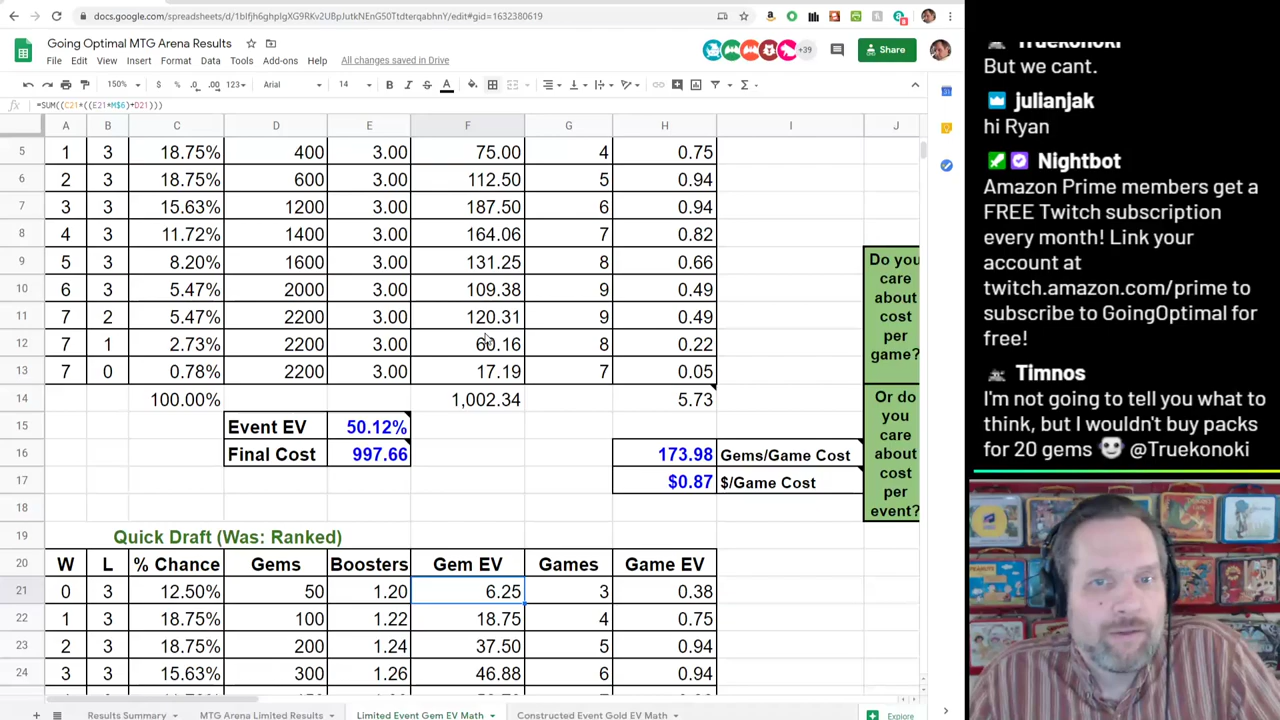 docs.google.com/spreadsheets/d/1blfjh6ghplgXG9RKv2UBpJutkNEnG50TtdterqabhnY/edit#gid=1632380619
Going Optimal MTG Arena Results
File Edit View Insert Format Data Tools Add-ons Help All changes saved in Drive
+39
Share
150% $ % .0 .00 123 Arial 14 B I S A
fx =SUM((C21*((E21*M$6)+D21)))
A B C D E F G H I J
5 1 3 18.75% 400 3.00 75.00 4 0.75
6 2 3 18.75% 600 3.00 112.50 5 0.94
7 3 3 15.63% 1200 3.00 187.50 6 0.94
8 4 3 11.72% 1400 3.00 164.06 7 0.82
9 5 3 8.20% 1600 3.00 131.25 8 0.66
10 6 3 5.47% 2000 3.00 109.38 9 0.49
11 7 2 5.47% 2200 3.00 120.31 9 0.49
12 7 1 2.73% 2200 3.00 60.16 8 0.22
13 7 0 0.78% 2200 3.00 17.19 7 0.05
14 100.00% 1,002.34 5.73
15 Event EV 50.12%
16 Final Cost 997.66 173.98 Gems/Game Cost
17 $0.87 $/Game Cost
18
19 Quick Draft (Was: Ranked)
20 W L % Chance Gems Boosters Gem EV Games Game EV
21 0 3 12.50% 50 1.20 6.25 3 0.38
22 1 3 18.75% 100 1.22 18.75 4 0.75
23 2 3 18.75% 200 1.24 37.50 5 0.94
24 3 3 15.63% 300 1.26 46.88 6 0.94
Do you
care
about
cost
per
game?
Or do
you
care
about
cost
per
event?
Results Summary MTG Arena Limited Results Limited Event Gem EV Math Constructed Event Gold EV Math Explore
Truekonoki
But we cant.
julianjak
hi Ryan
Nightbot
Amazon Prime members get a
FREE Twitch subscription
every month! Link your
account at
twitch.amazon.com/prime to
subscribe to GoingOptimal for
free!
Timnos
I'm not going to tell you what to
think, but I wouldn't buy packs
for 20 gems @Truekonoki